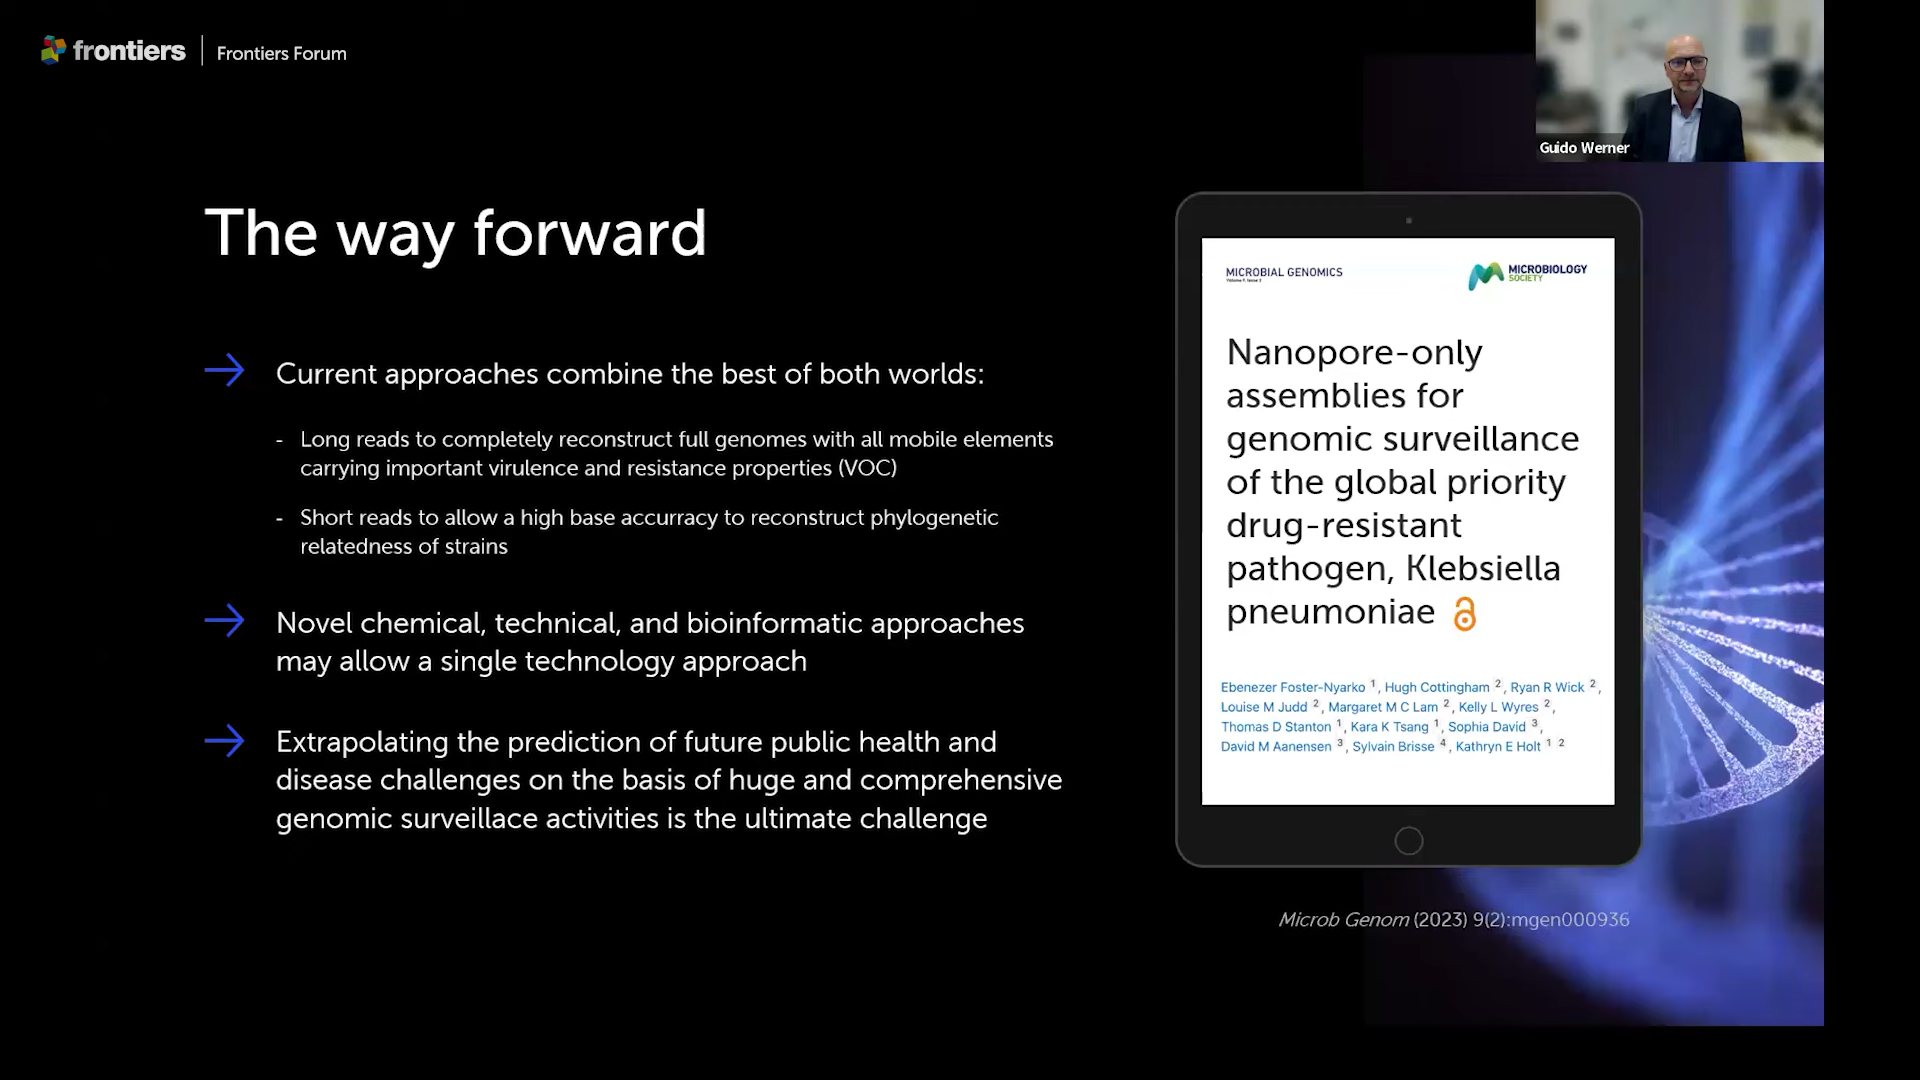 frontiers | Frontiers Forum
Guido Werner
The way forward
→ Current approaches combine the best of both worlds:
- Long reads to completely reconstruct full genomes with all mobile elements
carrying important virulence and resistance properties (VOC)
- Short reads to allow a high base accurracy to reconstruct phylogenetic
relatedness of strains
→ Novel chemical, technical, and bioinformatic approaches
may allow a single technology approach
→ Extrapolating the prediction of future public health and
disease challenges on the basis of huge and comprehensive
genomic surveillace activities is the ultimate challenge
MICROBIAL GENOMICS
Volume 9, Issue 2
MICROBIOLOGY
SOCIETY
Nanopore-only
assemblies for
genomic surveillance
of the global priority
drug-resistant
pathogen, Klebsiella
pneumoniae
Ebenezer Foster-Nyarko 1, Hugh Cottingham 2, Ryan R Wick 2,
Louise M Judd 2, Margaret M C Lam 2, Kelly L Wyres 2,
Thomas D Stanton 1, Kara K Tsang 1, Sophia David 3,
David M Aanensen 3, Sylvain Brisse 4, Kathryn E Holt 1 2
Microb Genom (2023) 9(2):mgen000936